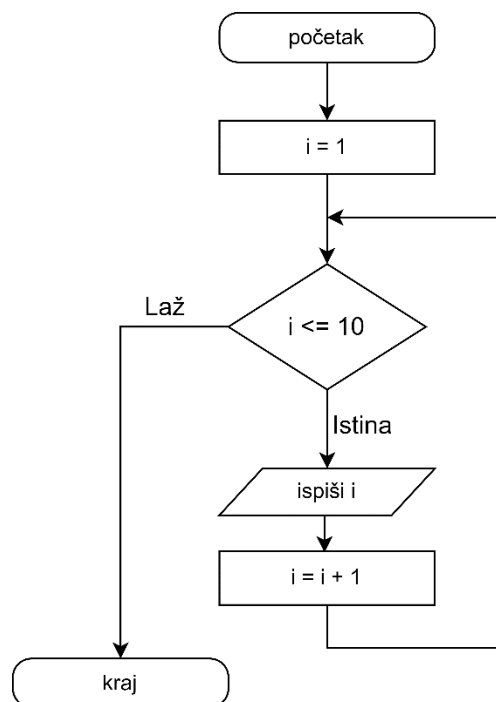 početak
i = 1
i <= 10
Laž
Istina
ispiši i
i = i + 1
kraj